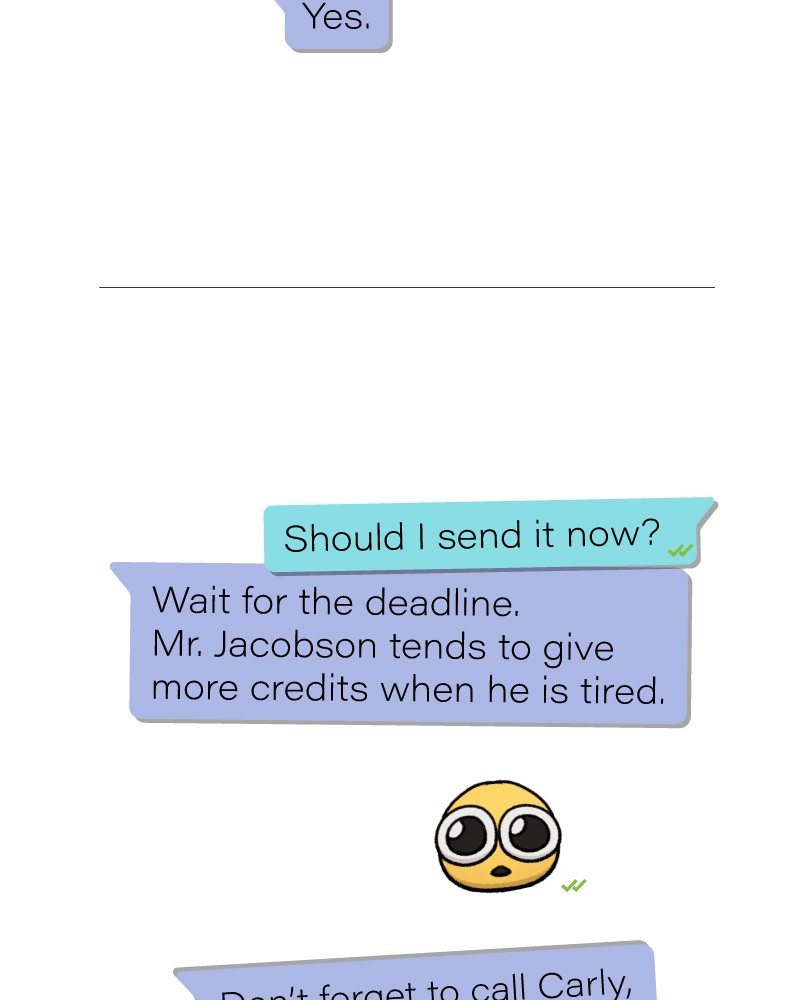 Yes.
Should I send it now?
Wait for the deadline.
Mr. Jacobson tends to give
more credits when he is tired.
Don't forget to call Carly,